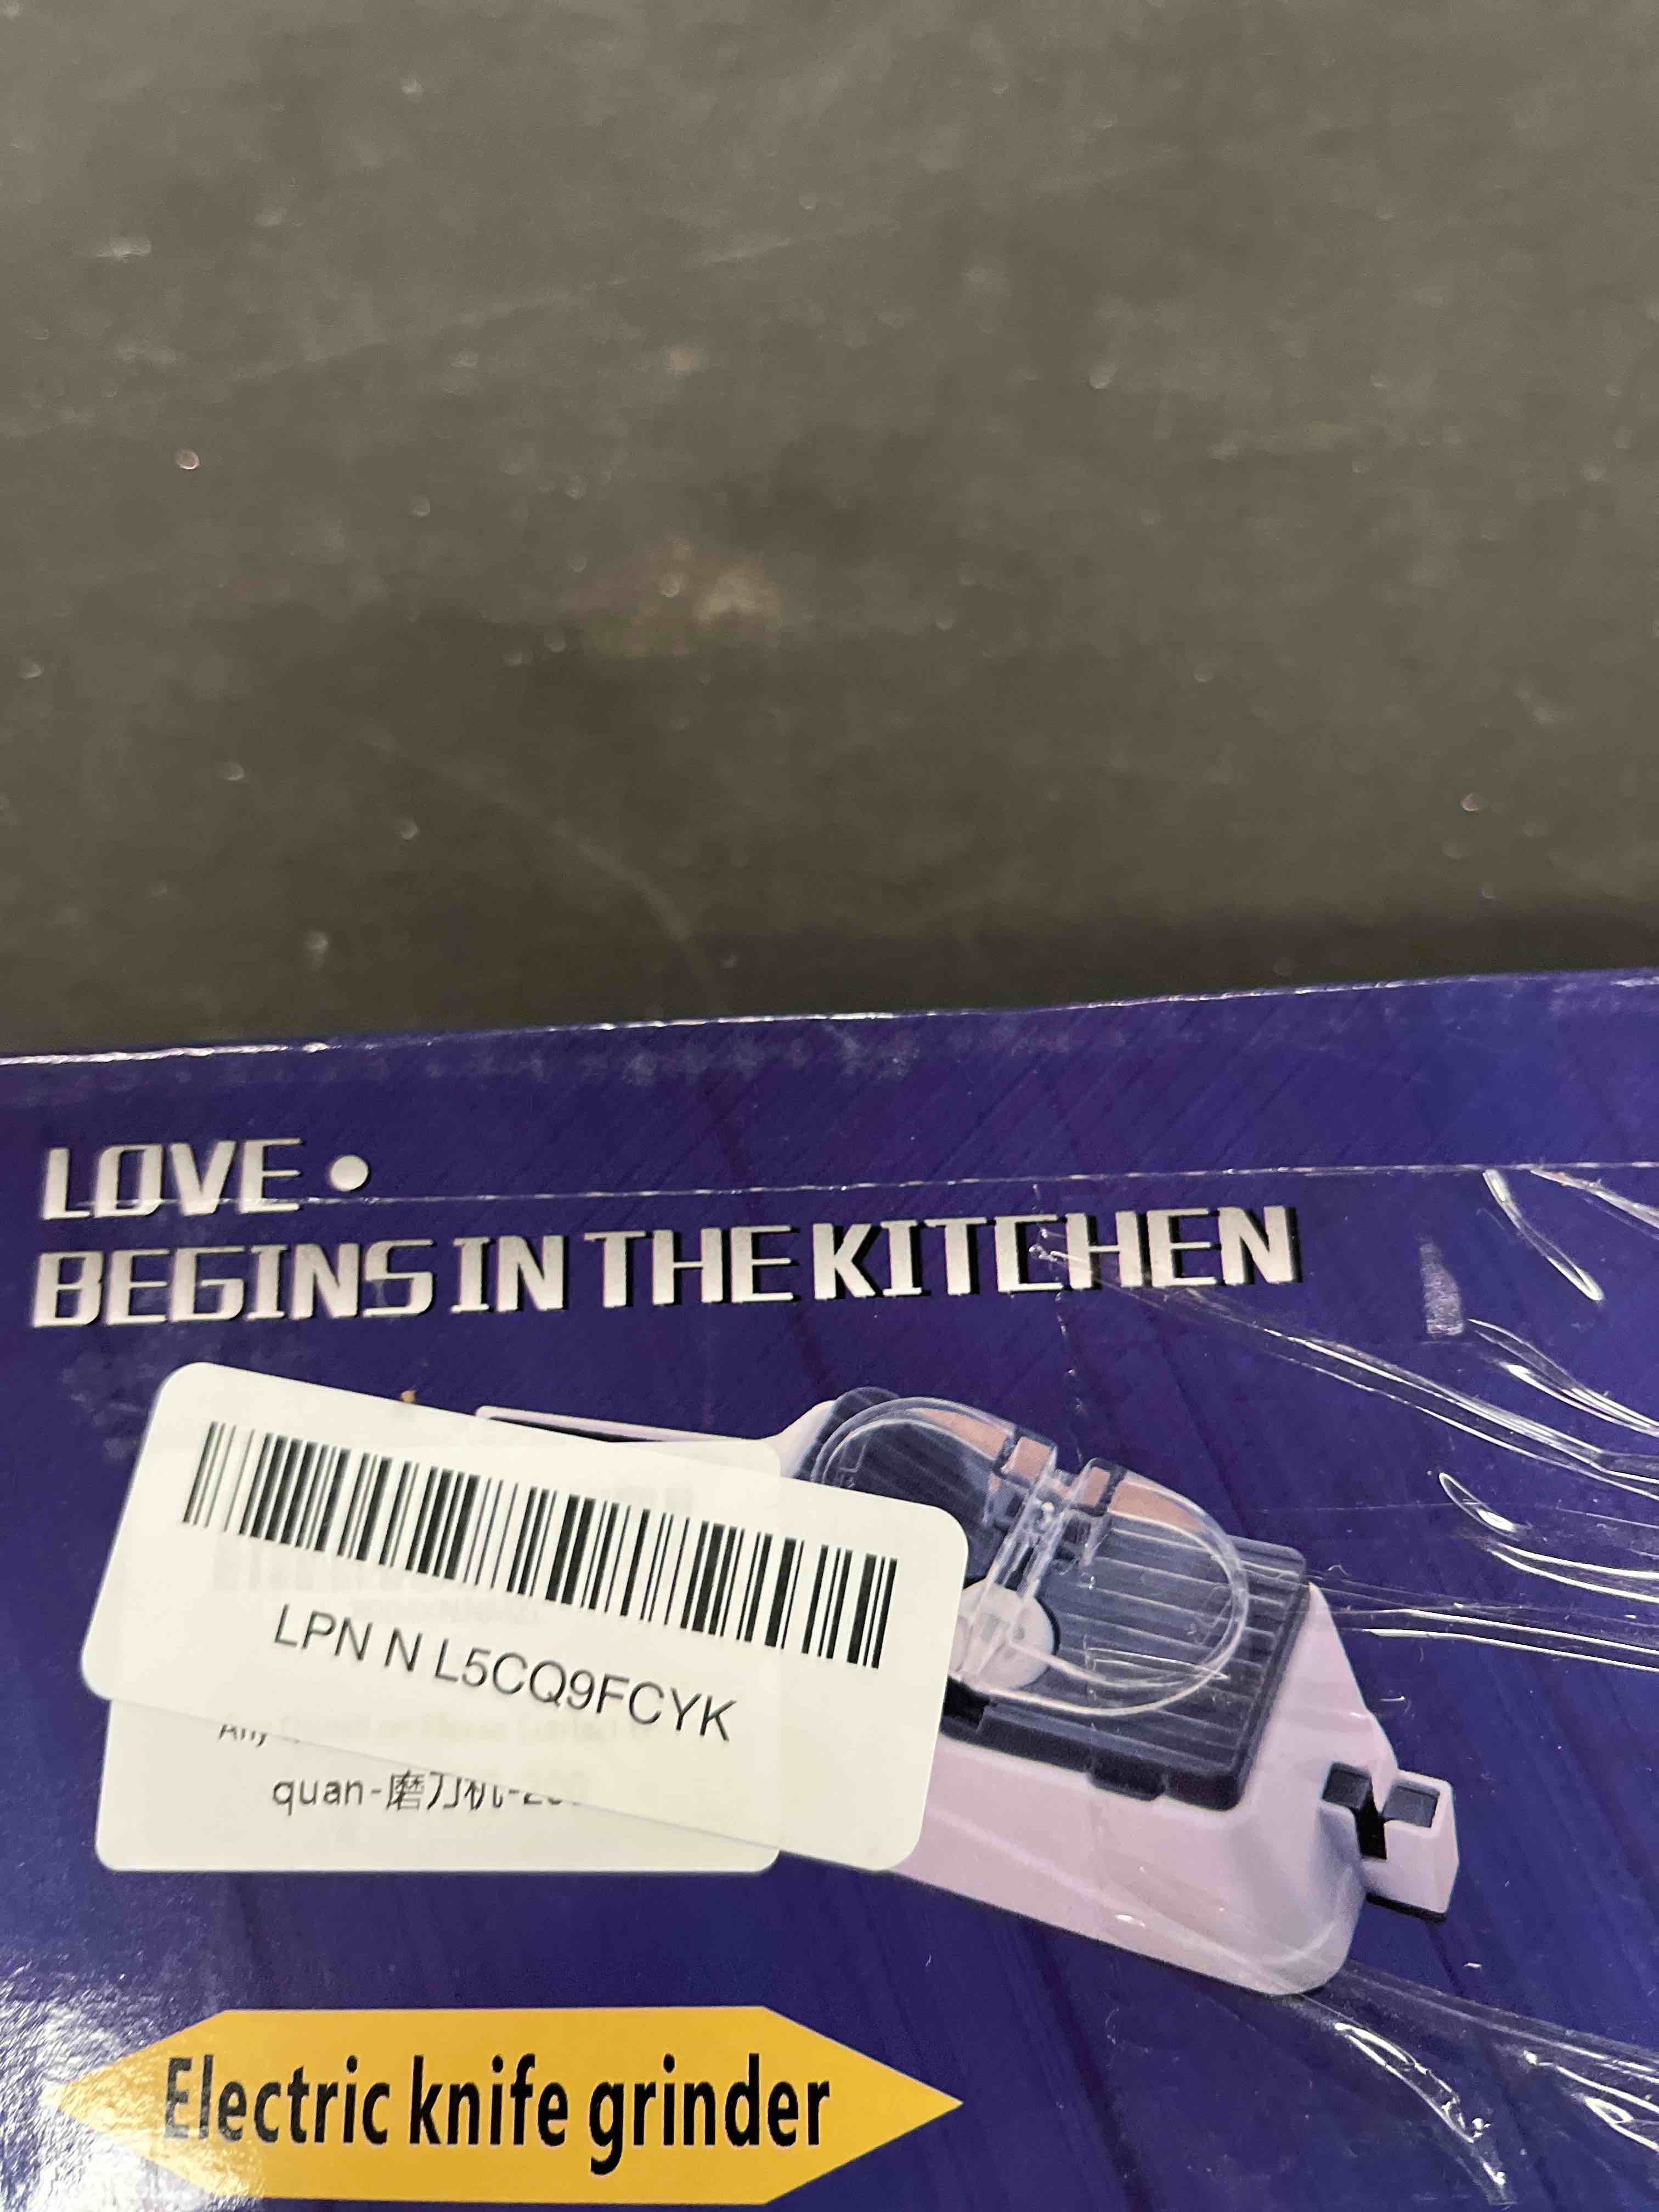 LOVE •
BEGINS IN THE KITCHEN
LPN N L5CQ9FCYK
quan-磨刀机
Electric knife grinder